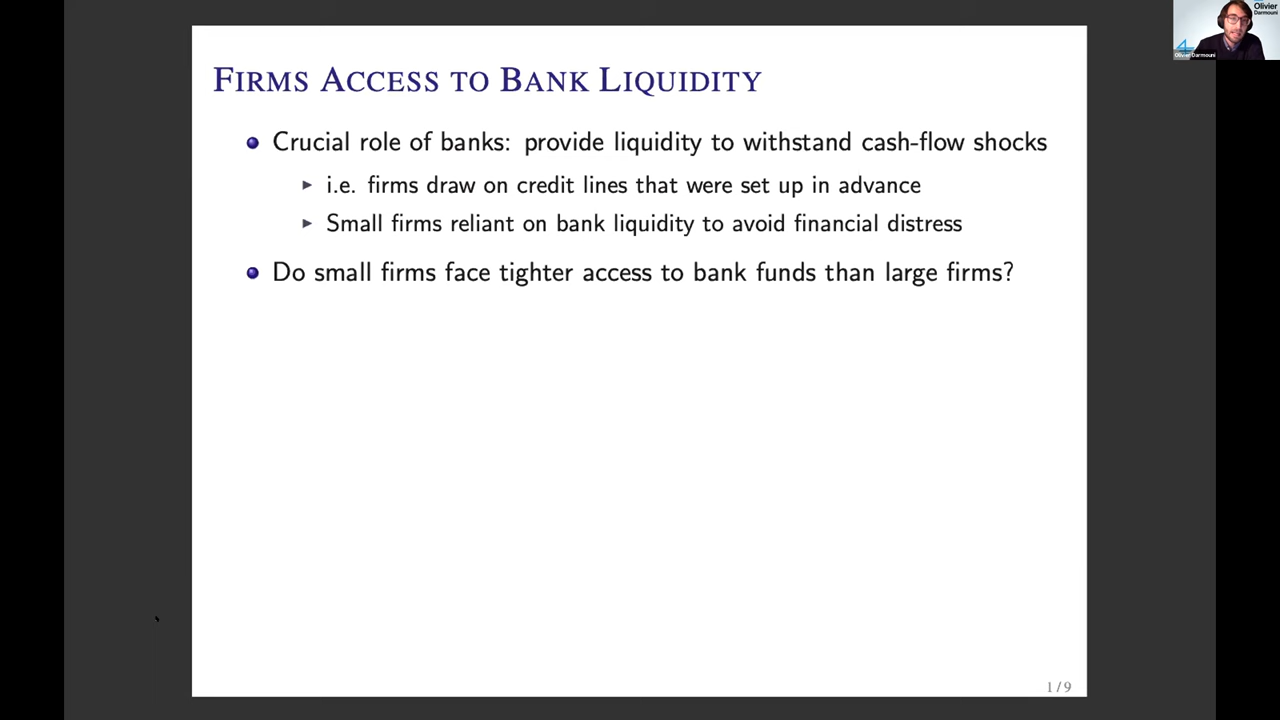 FIRMS ACCESS TO BANK LIQUIDITY
Crucial role of banks: provide liquidity to withstand cash-flow shocks
i.e. firms draw on credit lines that were set up in advance
Small firms reliant on bank liquidity to avoid financial distress
Do small firms face tighter access to bank funds than large firms?
1/9
Olivier
Darmouni
Olivier Darmouni